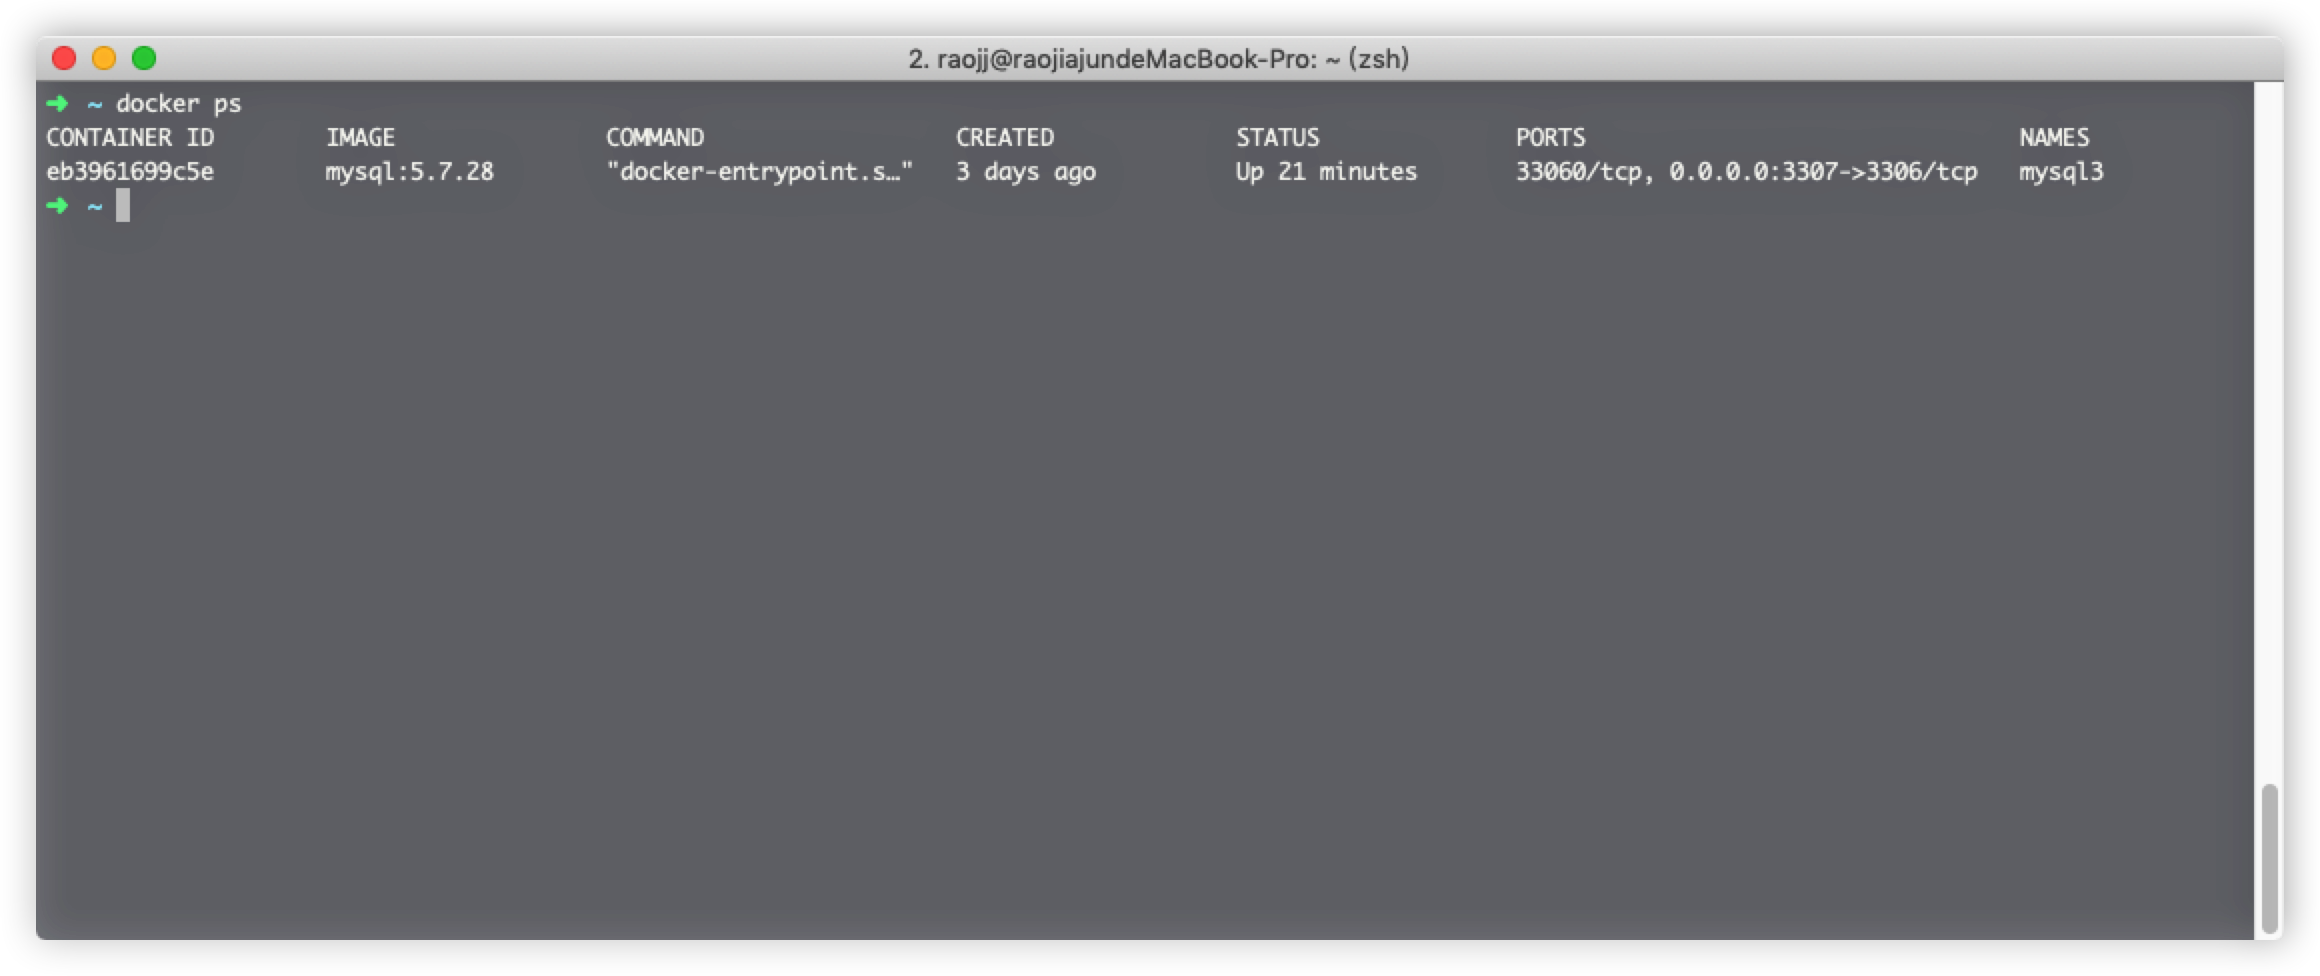 2. raojj@raojiajundeMacBook-Pro: ~ (zsh)
➜ ~ docker ps
CONTAINER ID        IMAGE               COMMAND                  CREATED             STATUS              PORTS                               NAMES
eb3961699c5e        mysql:5.7.28        "docker-entrypoint.s…"   3 days ago          Up 21 minutes       33060/tcp, 0.0.0.0:3307->3306/tcp   mysql3
➜ ~